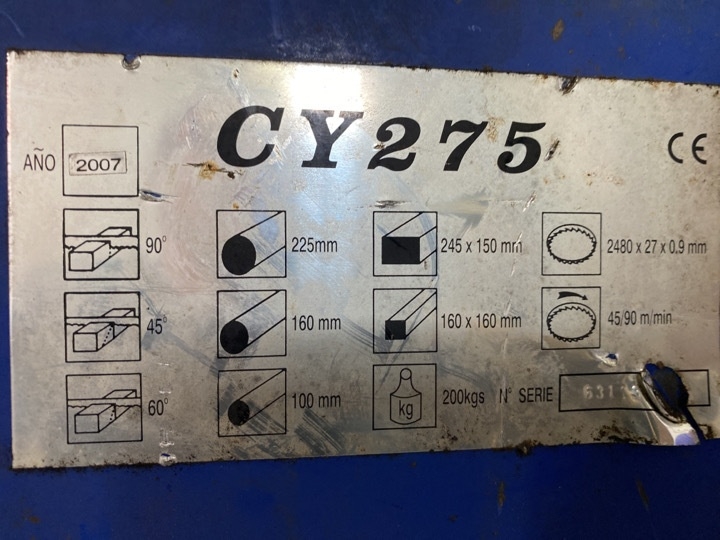 CY275
CE
AÑO 2007
90° 225mm 245 x 150 mm 2480 x 27 x 0.9 mm
45° 160 mm 160 x 160 mm 45/90 m/min
60° 100 mm kg 200kgs Nº SERIE